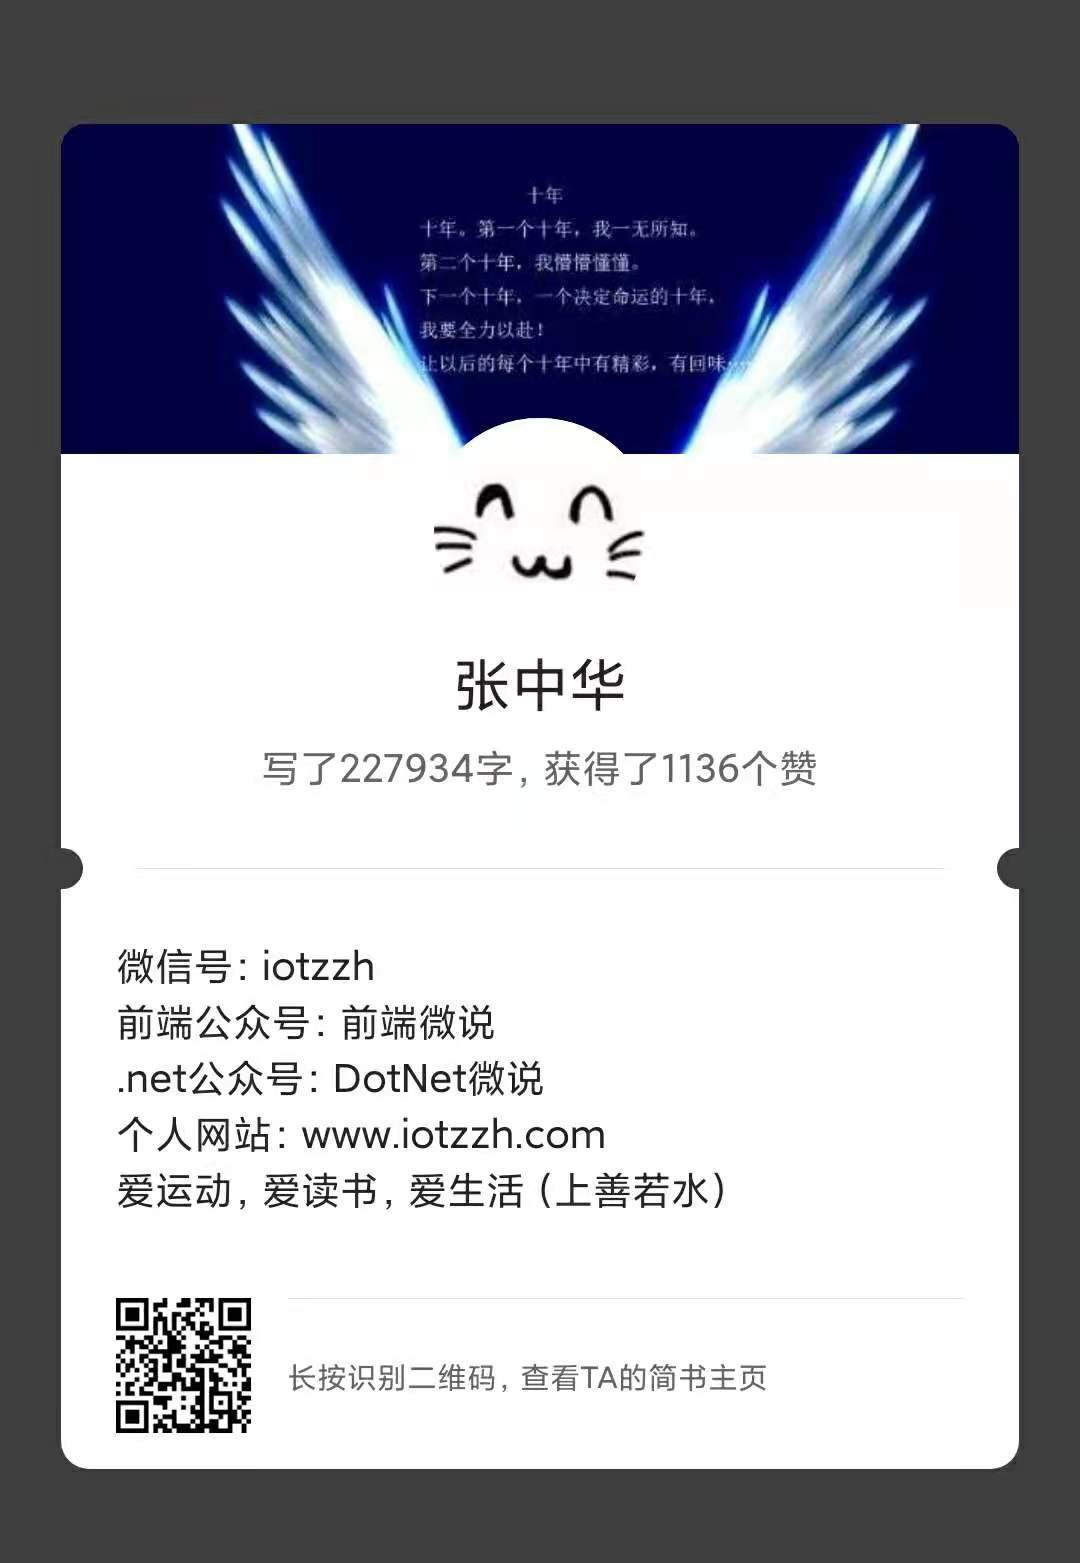 十年
十年。第一个十年，我一无所知。
第二个十年，我懵懵懂懂。
下一个十年，一个决定命运的十年，
我要全力以赴！
让以后的每个十年中有精彩，有回味……
张中华
写了227934字，获得了1136个赞
微信号：iotzzh
前端公众号：前端微说
.net公众号：DotNet微说
个人网站：www.iotzzh.com
爱运动，爱读书，爱生活（上善若水）
长按识别二维码，查看TA的简书主页